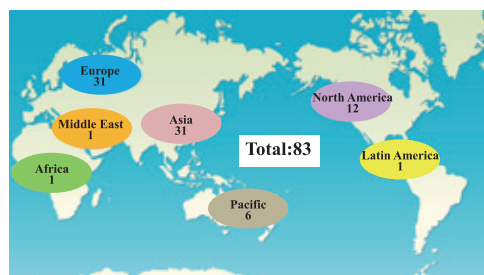 Europe
31
North America
12
Middle East
1
Asia
31
Total:83
Latin America
1
Africa
1
Pacific
6